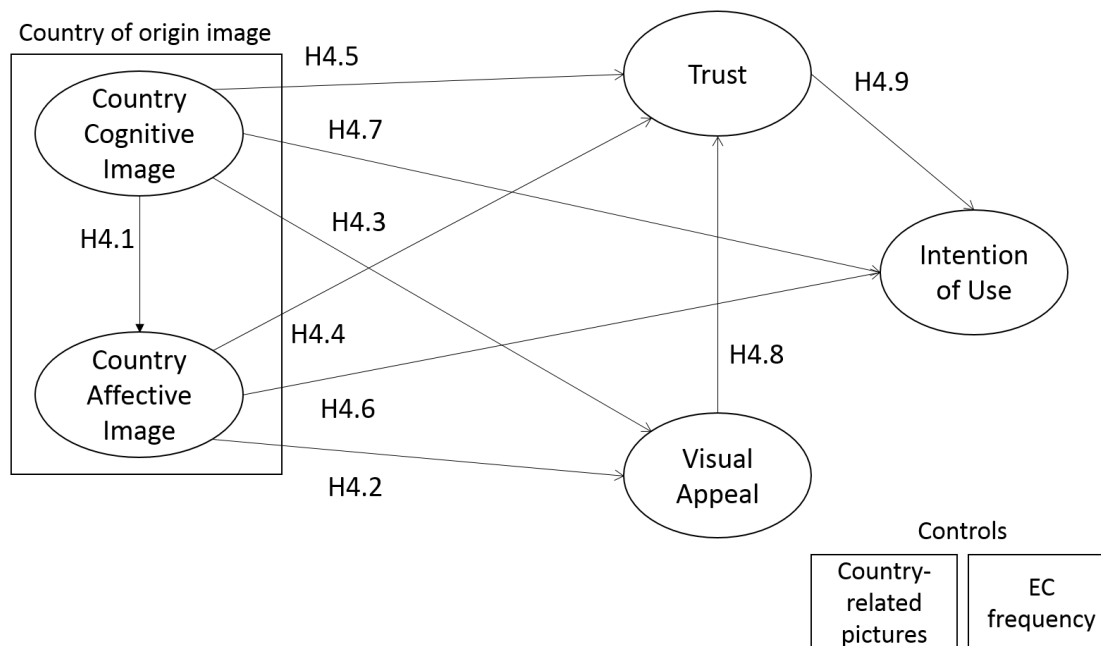 Country of origin image
H4.5
Country
Cognitive
Image
Trust
H4.9
H4.7
H4.3
H4.1
Intention
of Use
H4.4
H4.8
Country
Affective
Image
H4.6
H4.2
Visual
Appeal
Controls
Country-
related
pictures
EC
frequency